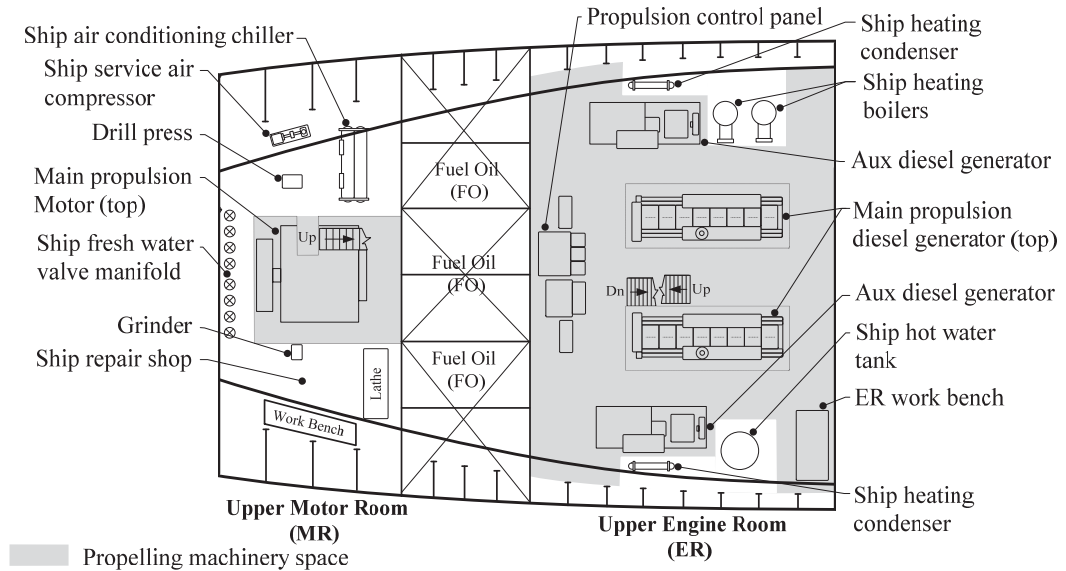 Propulsion control panel
Ship heating
condenser
Ship air conditioning chiller
Ship service air
compressor
Ship heating
boilers
Drill press
Aux diesel generator
Fuel Oil
(FO)
Main propulsion
Motor (top)
Main propulsion
diesel generator (top)
Up
Ship fresh water
valve manifold
Fuel Oil
(FO)
Dn
Up
Aux diesel generator
Grinder
Ship hot water
tank
Ship repair shop
Fuel Oil
(FO)
Lathe
ER work bench
Work Bench
Ship heating
condenser
Upper Motor Room
(MR)
Upper Engine Room
(ER)
Propelling machinery space